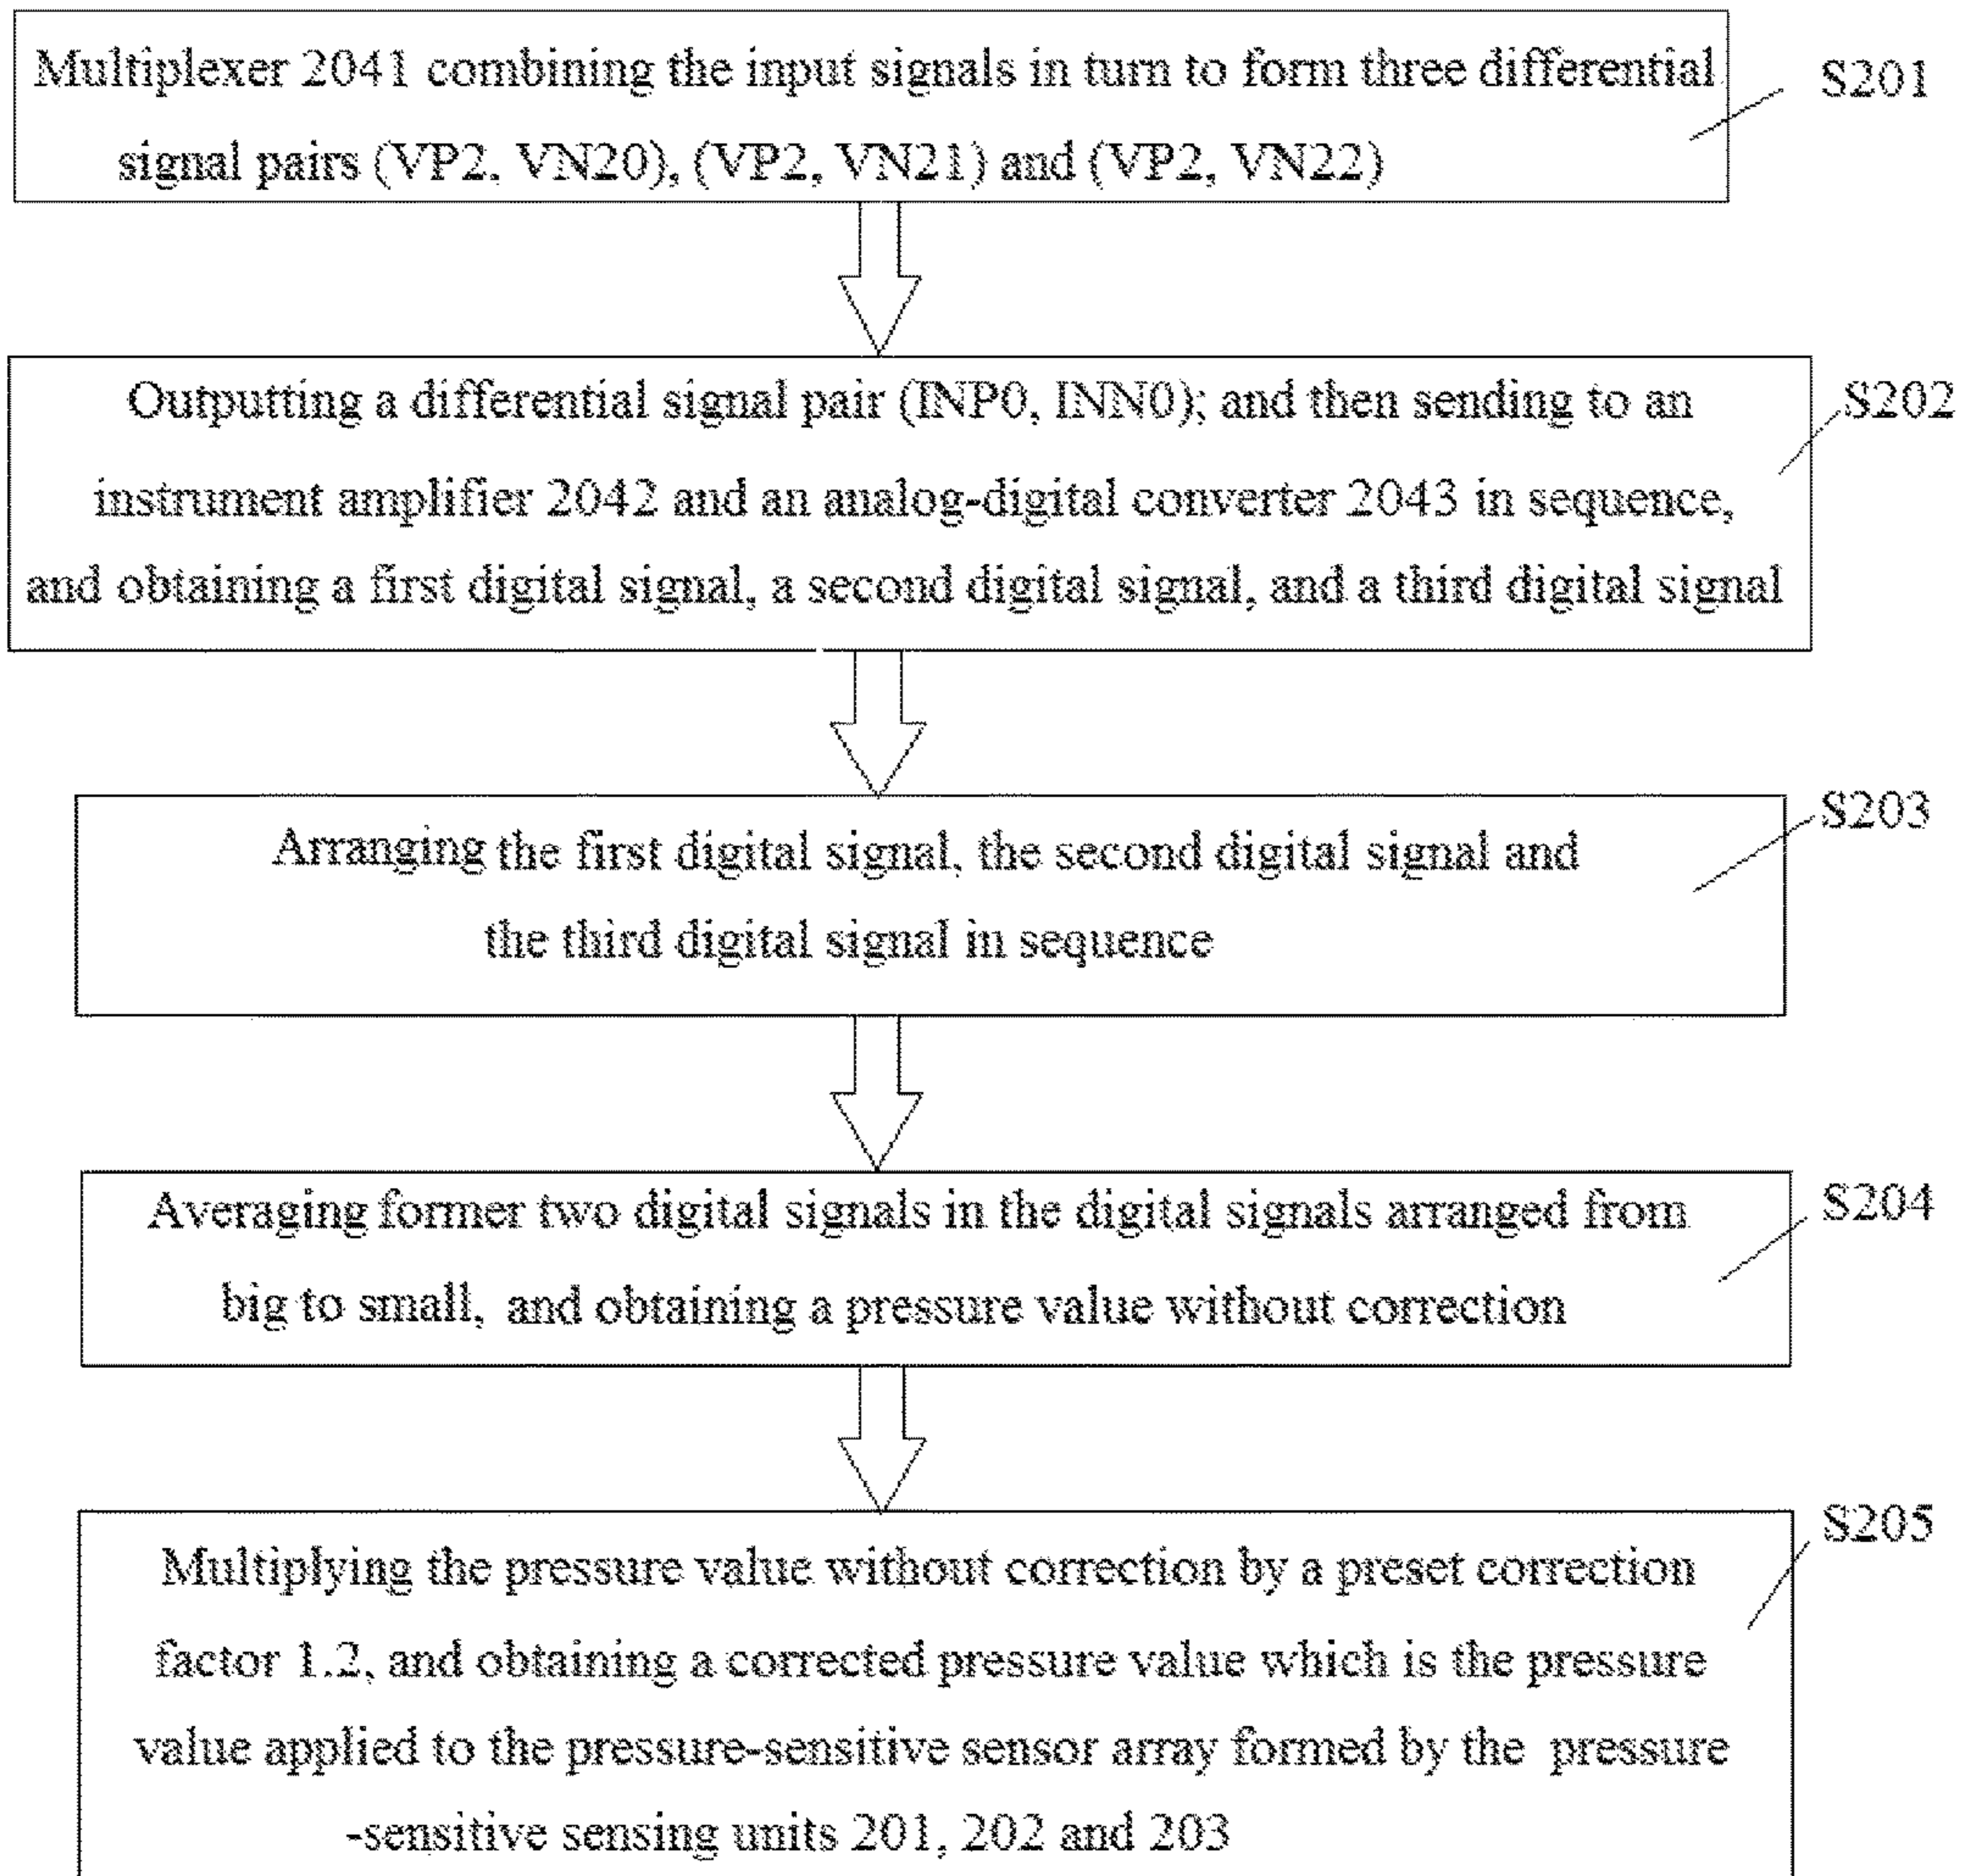 Multiplexer 2041 combining the input signals in turn to form three differential
signal pairs (VP2, VN20), (VP2, VN21) and (VP2, VN22)
S201
Outputting a differential signal pair (INP0, INN0); and then sending to an
instrument amplifier 2042 and an analog-digital converter 2043 in sequence,
and obtaining a first digital signal, a second digital signal, and a third digital signal
S202
Arranging the first digital signal, the second digital signal and
the third digital signal in sequence
S203
Averaging former two digital signals in the digital signals arranged from
big to small, and obtaining a pressure value without correction
S204
Multiplying the pressure value without correction by a preset correction
factor 1.2, and obtaining a corrected pressure value which is the pressure
value applied to the pressure-sensitive sensor array formed by the pressure
-sensitive sensing units 201, 202 and 203
S205